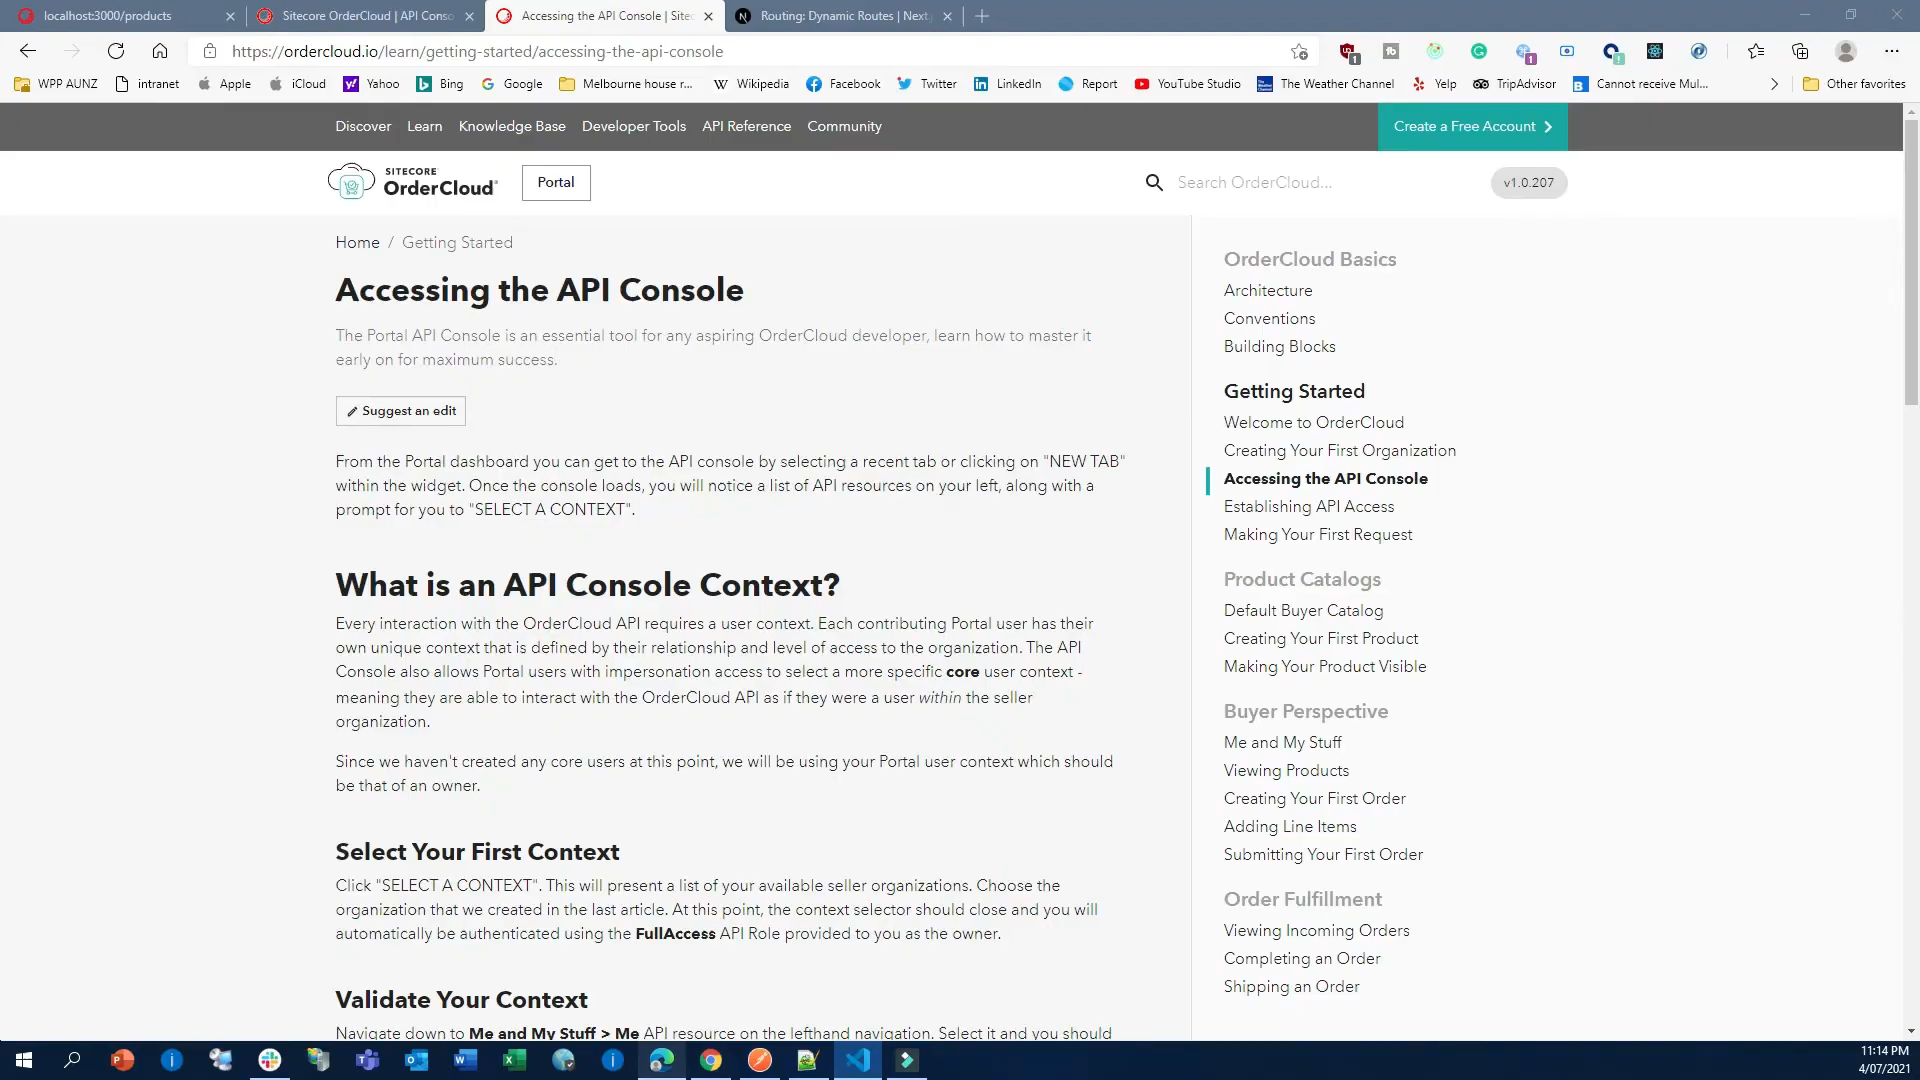 localhost:3000/products
Sitecore OrderCloud | API Conso
Accessing the API Console | Sitec
Routing: Dynamic Routes | Next.
https://ordercloud.io/learn/getting-started/accessing-the-api-console
WPP AUNZ
intranet
Apple
iCloud
Yahoo
Bing
Google
Melbourne house r...
Wikipedia
Facebook
Twitter
LinkedIn
Report
YouTube Studio
The Weather Channel
Yelp
TripAdvisor
Cannot receive Mul...
Other favorites
Discover
Learn
Knowledge Base
Developer Tools
API Reference
Community
Create a Free Account
SITECORE
OrderCloud
Portal
Search OrderCloud...
v1.0.207
Home / Getting Started
Accessing the API Console
The Portal API Console is an essential tool for any aspiring OrderCloud developer, learn how to master it
early on for maximum success.
Suggest an edit
From the Portal dashboard you can get to the API console by selecting a recent tab or clicking on "NEW TAB"
within the widget. Once the console loads, you will notice a list of API resources on your left, along with a
prompt for you to "SELECT A CONTEXT".
What is an API Console Context?
Every interaction with the OrderCloud API requires a user context. Each contributing Portal user has their
own unique context that is defined by their relationship and level of access to the organization. The API
Console also allows Portal users with impersonation access to select a more specific core user context -
meaning they are able to interact with the OrderCloud API as if they were a user within the seller
organization.
Since we haven't created any core users at this point, we will be using your Portal user context which should
be that of an owner.
Select Your First Context
Click "SELECT A CONTEXT". This will present a list of your available seller organizations. Choose the
organization that we created in the last article. At this point, the context selector should close and you will
automatically be authenticated using the FullAccess API Role provided to you as the owner.
Validate Your Context
Navigate down to Me and My Stuff > Me API resource on the lefthand navigation. Select it and you should
OrderCloud Basics
Architecture
Conventions
Building Blocks
Getting Started
Welcome to OrderCloud
Creating Your First Organization
Accessing the API Console
Establishing API Access
Making Your First Request
Product Catalogs
Default Buyer Catalog
Creating Your First Product
Making Your Product Visible
Buyer Perspective
Me and My Stuff
Viewing Products
Creating Your First Order
Adding Line Items
Submitting Your First Order
Order Fulfillment
Viewing Incoming Orders
Completing an Order
Shipping an Order
11:14 PM
4/07/2021